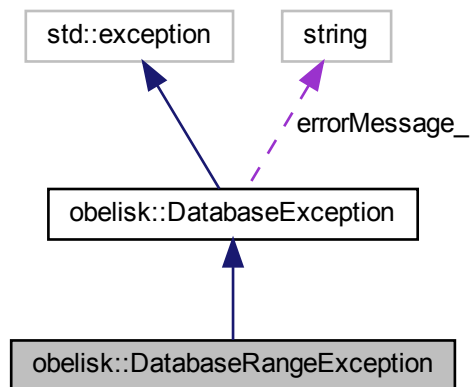 std::exception
string
errorMessage_
obelisk::DatabaseException
obelisk::DatabaseRangeException